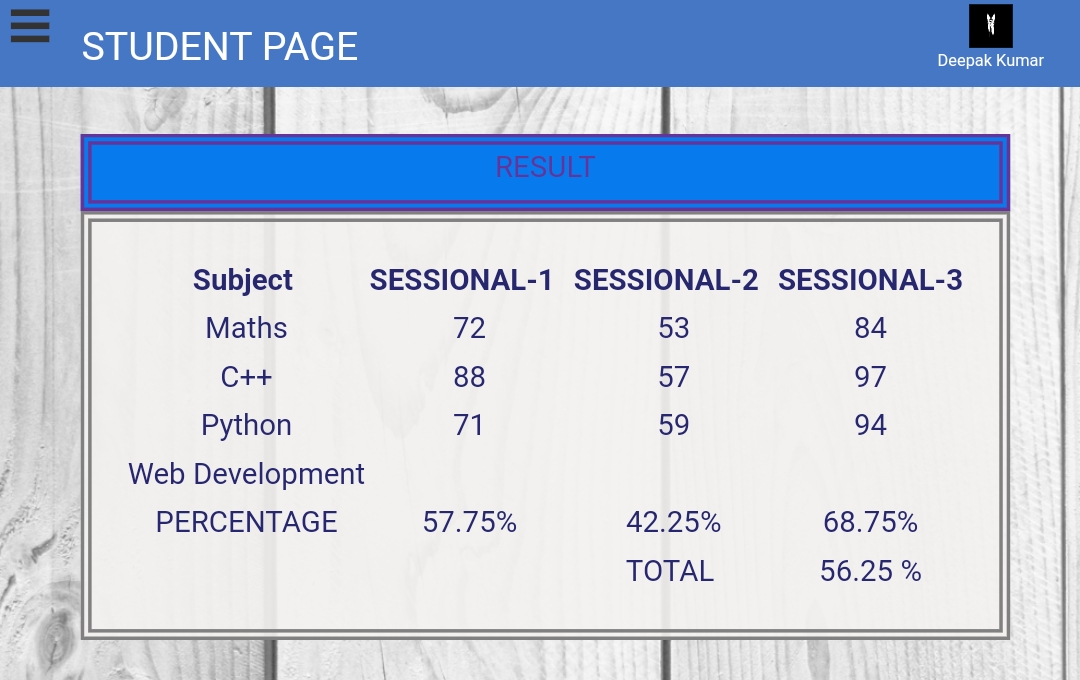 STUDENT PAGE
Deepak Kumar
RESULT
Subject SESSIONAL-1 SESSIONAL-2 SESSIONAL-3
Maths 72 53 84
C++ 88 57 97
Python 71 59 94
Web Development
PERCENTAGE 57.75% 42.25% 68.75%
TOTAL 56.25 %